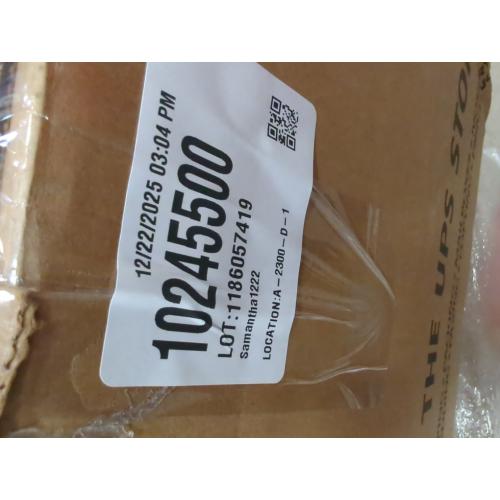 12/22/2025 03:04 PM
10245500
LOT:1186057419
Samantha1222
LOCATION:A-2300-D-1
THE UPS STO